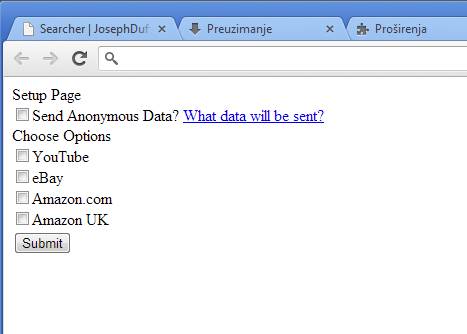 Searcher | JosephDuf
Preuzimanje
Proširenja
Setup Page
Send Anonymous Data? What data will be sent?
Choose Options
YouTube
eBay
Amazon.com
Amazon UK
Submit